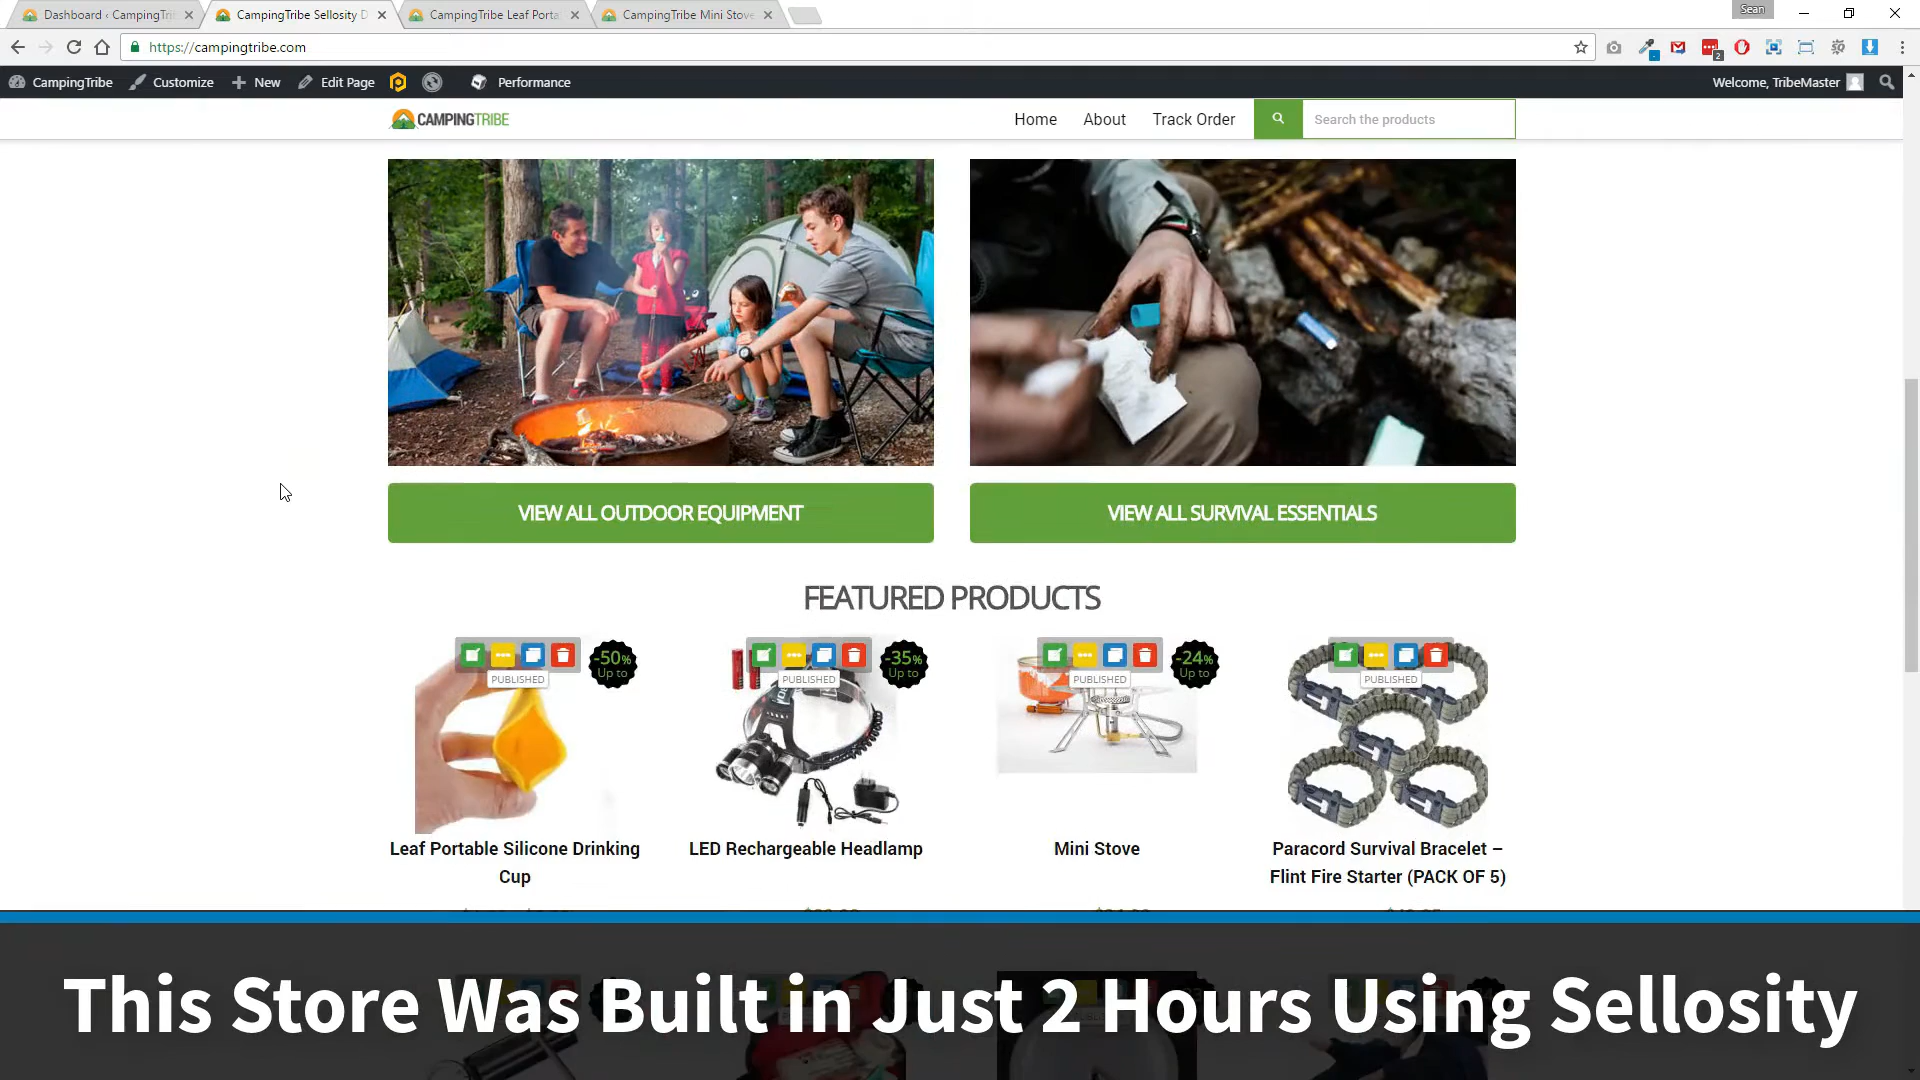 Dashboard ‹ CampingTri
CampingTribe Sellosity D
CampingTribe Leaf Porta
CampingTribe Mini Stove
Sean
https://campingtribe.com
2
CampingTribe
Customize
New
Edit Page
Performance
Welcome, TribeMaster
CAMPINGTRIBE
Home
About
Track Order
Search the products
VIEW ALL OUTDOOR EQUIPMENT
VIEW ALL SURVIVAL ESSENTIALS
FEATURED PRODUCTS
-50%
Up to
PUBLISHED
-35%
Up to
PUBLISHED
-24%
Up to
PUBLISHED
PUBLISHED
Leaf Portable Silicone Drinking
Cup
LED Rechargeable Headlamp
Mini Stove
Paracord Survival Bracelet –
Flint Fire Starter (PACK OF 5)
This Store Was Built in Just 2 Hours Using Sellosity